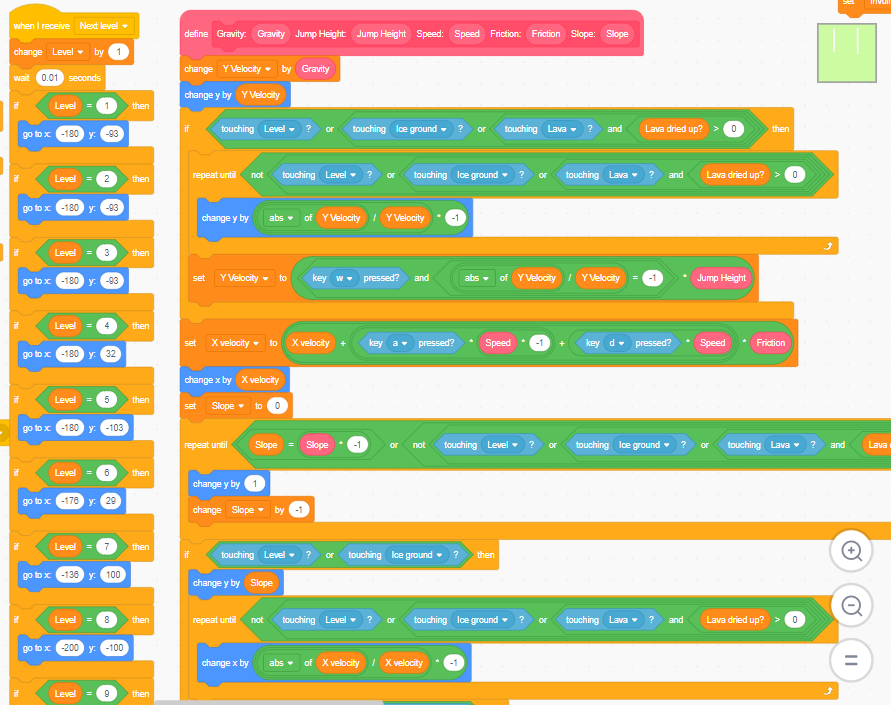 when I receive Next level
change Level by 1
wait 0.01 seconds
if Level = 1 then
go to x: -180 y: -93
if Level = 2 then
go to x: -180 y: -93
if Level = 3 then
go to x: -180 y: -93
if Level = 4 then
go to x: -180 y: 32
if Level = 5 then
go to x: -180 y: -103
if Level = 6 then
go to x: -176 y: 29
if Level = 7 then
go to x: -136 y: 100
if Level = 8 then
go to x: -200 y: -100
if Level = 9 then
define Gravity: Gravity Jump Height: Jump Height Speed: Speed Friction: Friction Slope: Slope
change Y Velocity by Gravity
change y by Y Velocity
if touching Level ? or touching Ice ground ? or touching Lava ? and Lava dried up? > 0 then
repeat until not touching Level ? or touching Ice ground ? or touching Lava ? and Lava dried up? > 0
change y by abs of Y Velocity / Y Velocity * -1
set Y Velocity to key w pressed? and abs of Y Velocity / Y Velocity = -1 * Jump Height
set X velocity to X velocity + key a pressed? * Speed * -1 + key d pressed? * Speed * Friction
change x by X velocity
set Slope to 0
repeat until Slope = Slope * -1 or not touching Level ? or touching Ice ground ? or touching Lava ? and Lava
change y by 1
change Slope by -1
if touching Level ? or touching Ice ground ? then
change y by Slope
repeat until not touching Level ? or touching Ice ground ? or touching Lava ? and Lava dried up? > 0
change x by abs of X velocity / X velocity * -1
set